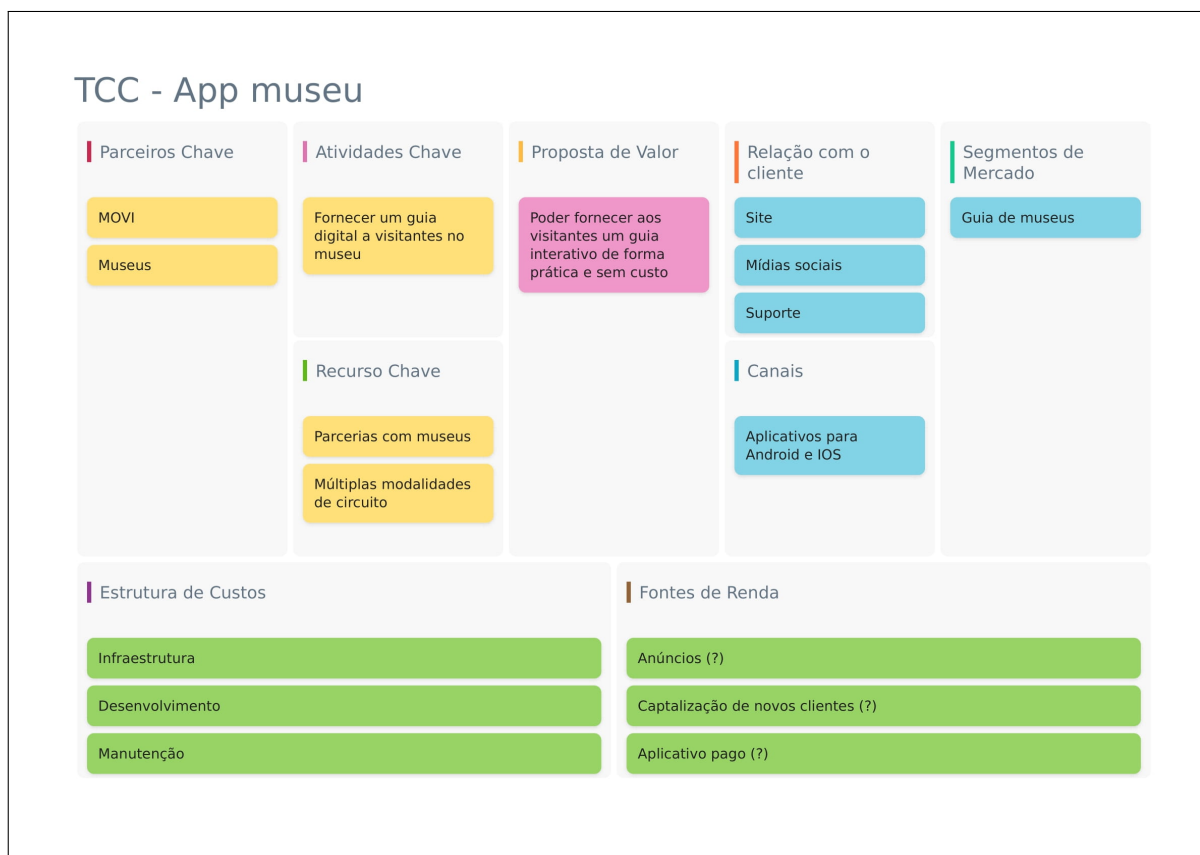 TCC - App museu
Parceiros Chave
MOVI
Museus
Atividades Chave
Fornecer um guia
digital a visitantes no
museu
Recurso Chave
Parcerias com museus
Múltiplas modalidades
de circuito
Proposta de Valor
Poder fornecer aos
visitantes um guia
interativo de forma
prática e sem custo
Relação com o
cliente
Site
Mídias sociais
Suporte
Canais
Aplicativos para
Android e IOS
Segmentos de
Mercado
Guia de museus
Estrutura de Custos
Infraestrutura
Desenvolvimento
Manutenção
Fontes de Renda
Anúncios (?)
Captalização de novos clientes (?)
Aplicativo pago (?)